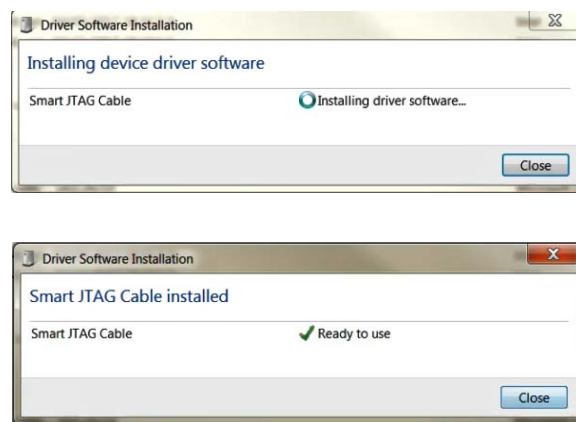 Driver Software Installation
Installing device driver software
Smart JTAG Cable Installing driver software...
Close
Driver Software Installation
Smart JTAG Cable installed
Smart JTAG Cable Ready to use
Close